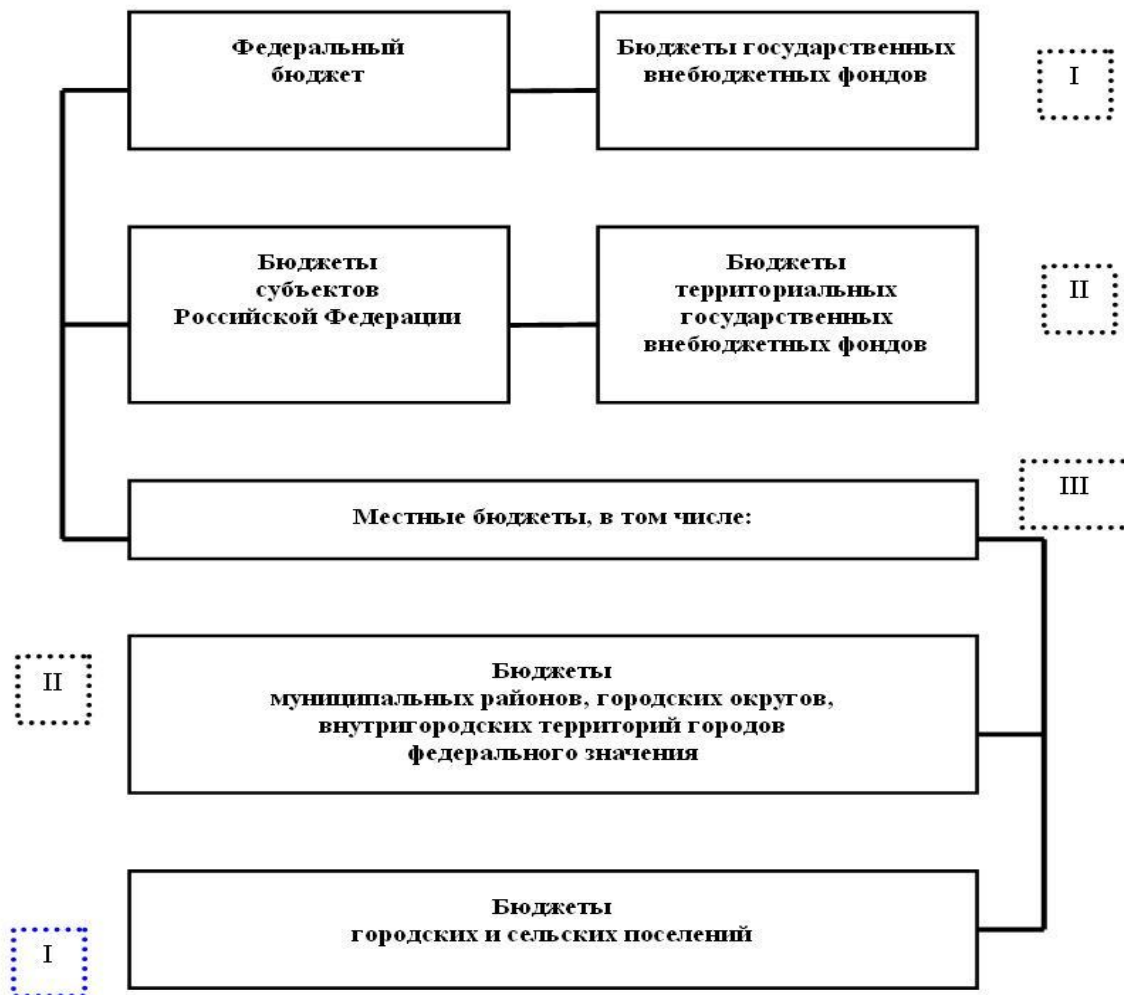 Федеральный
бюджет
Бюджеты государственных
внебюджетных фондов
I
Бюджеты
субъектов
Российской Федерации
Бюджеты
территориальных
государственных
внебюджетных фондов
II
III
Местные бюджеты, в том числе:
II
Бюджеты
муниципальных районов, городских округов,
внутригородских территорий городов
федерального значения
I
Бюджеты
городских и сельских поселений